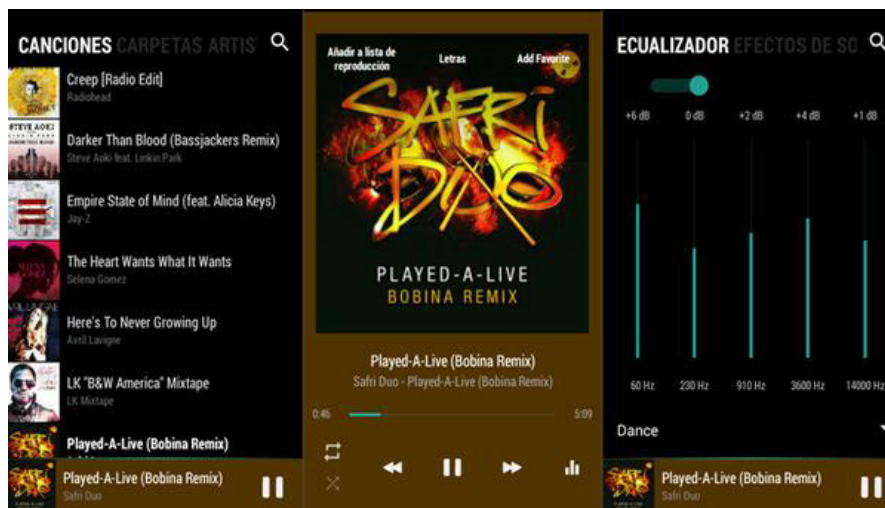 CANCIONES CARPETAS ARTIS
Creep [Radio Edit]
Radiohead
STEVE AOKI
LINKIN PARK
Darker Than Blood (Bassjackers Remix)
Steve Aoki feat. Linkin Park
Empire State of Mind (feat. Alicia Keys)
Jay-Z
The Heart Wants What It Wants
Selena Gomez
Here's To Never Growing Up
Avril Lavigne
LK "B&W America" Mixtape
LK Mixtape
Played-A-Live (Bobina Remix)
Played-A-Live (Bobina Remix)
Safri Duo
Añadir a lista de
reproducción
Letras
Add Favorite
SAFRi
DUO
PLAYED-A-LIVE
BOBINA REMIX
Played-A-Live (Bobina Remix)
Safri Duo - Played-A-Live (Bobina Remix)
0:46
5:09
ECUALIZADOR EFECTOS DE SO
+6 dB 0 dB +2 dB +4 dB +1 dB
60 Hz 230 Hz 910 Hz 3600 Hz 14000 Hz
Dance
Played-A-Live (Bobina Remix)
Safri Duo